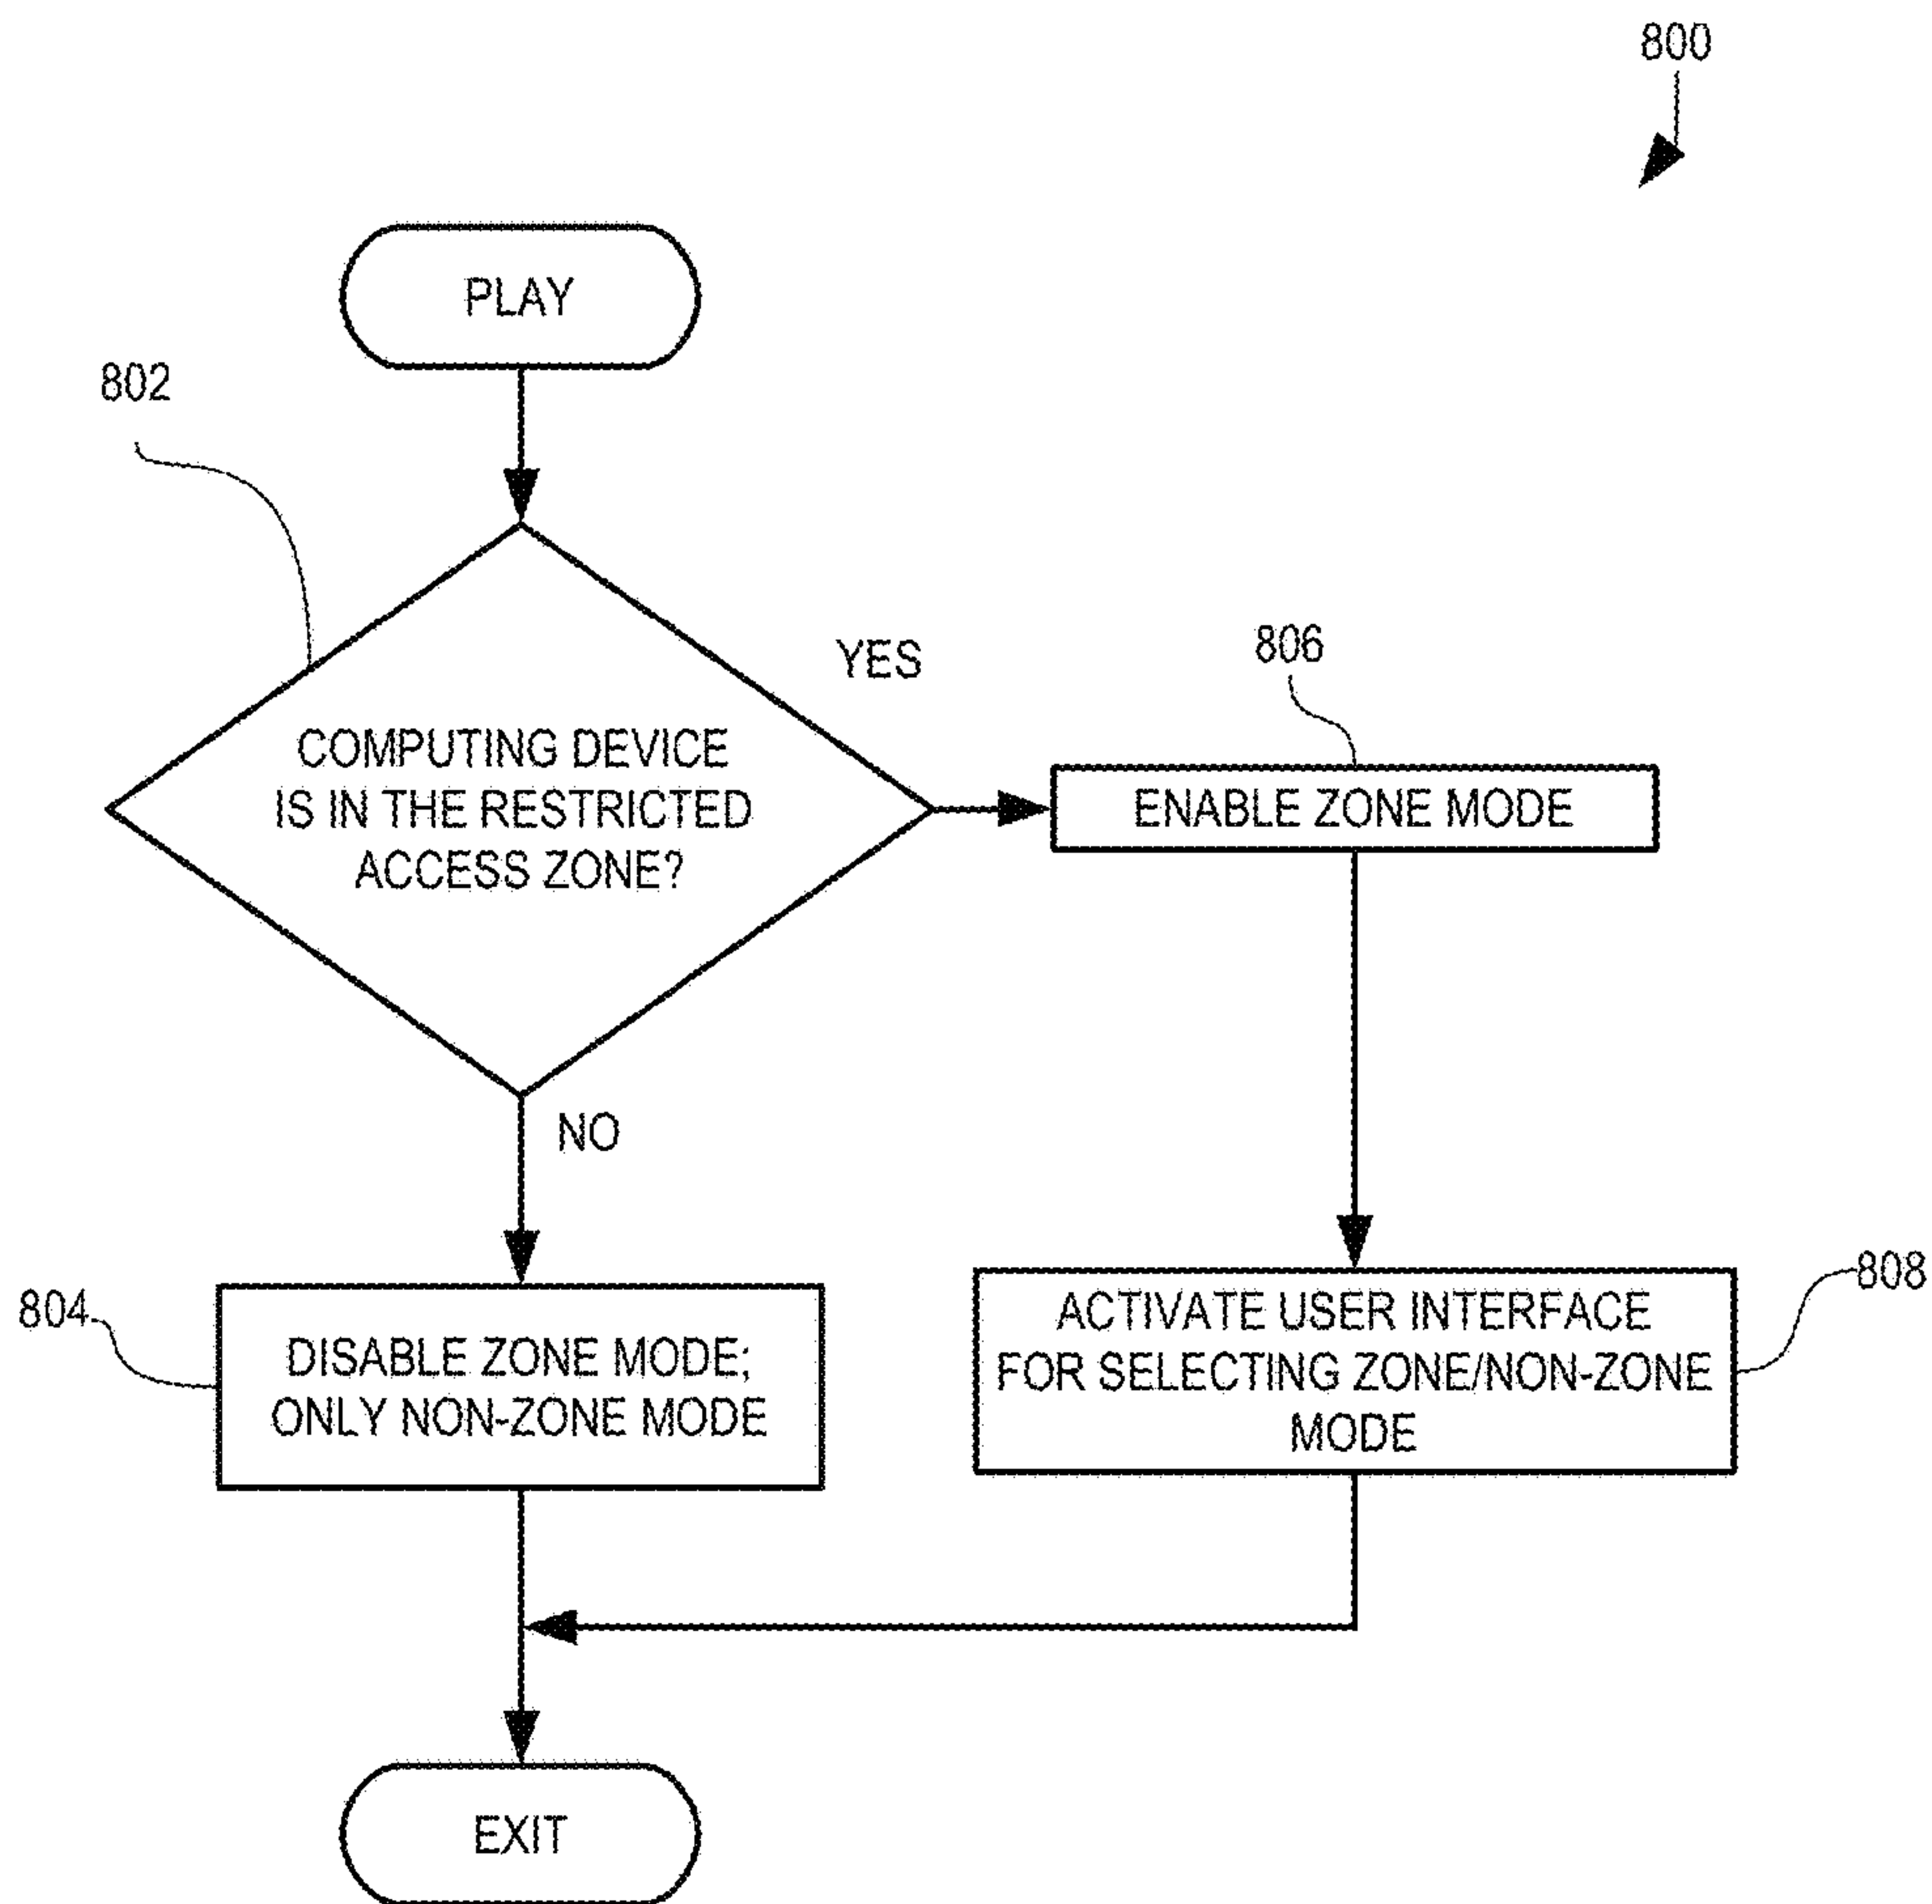 800
PLAY
802
YES
COMPUTING DEVICE
IS IN THE RESTRICTED
ACCESS ZONE?
806
ENABLE ZONE MODE
NO
804
DISABLE ZONE MODE;
ONLY NON-ZONE MODE
808
ACTIVATE USER INTERFACE
FOR SELECTING ZONE/NON-ZONE
MODE
EXIT